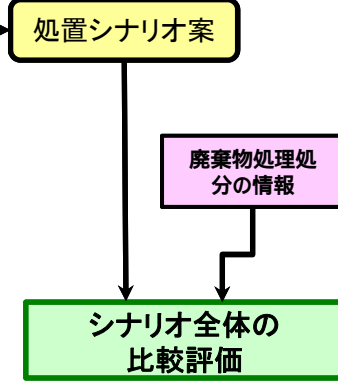 処置シナリオ案
廃棄物処理処
分の情報
シナリオ全体の
比較評価